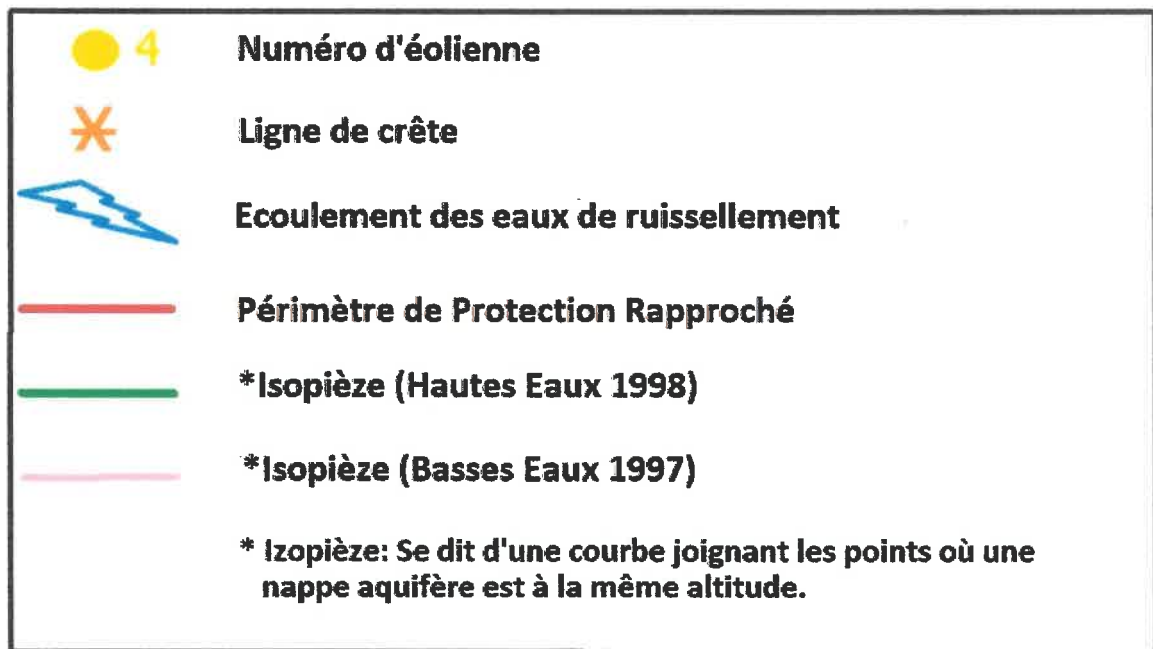 4 Numéro d'éolienne
Ligne de crête
Ecoulement des eaux de ruissellement
Périmètre de Protection Rapproché
*Isopièze (Hautes Eaux 1998)
*Isopièze (Basses Eaux 1997)
* Izopièze: Se dit d'une courbe joignant les points où une
nappe aquifère est à la même altitude.